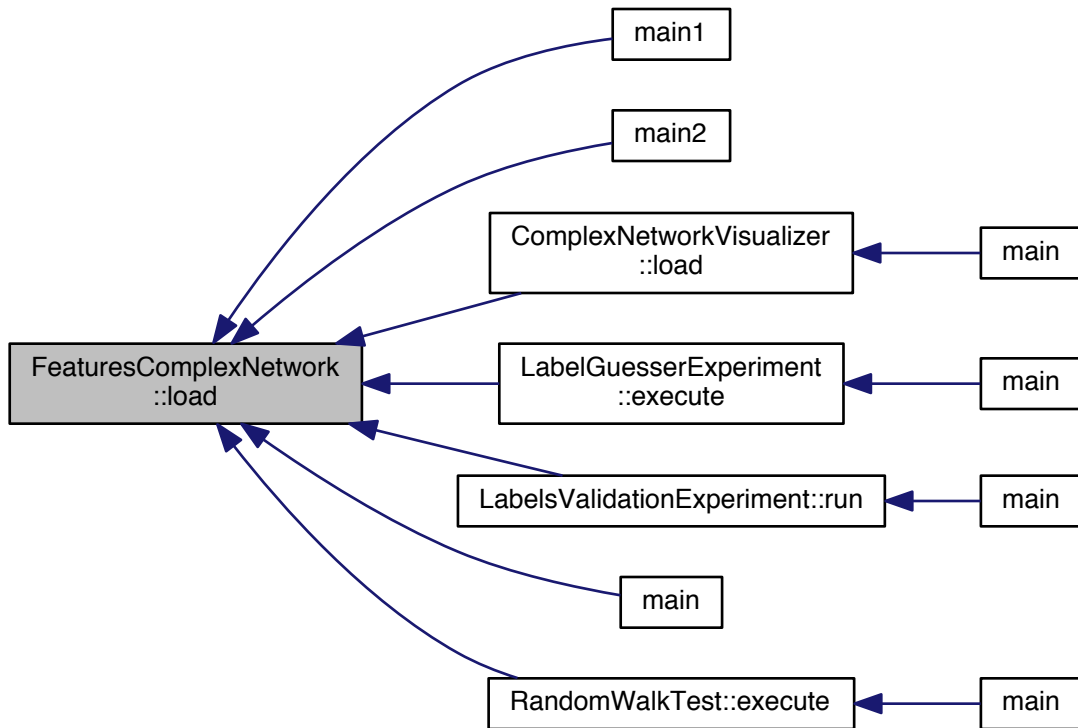 main1
main2
ComplexNetworkVisualizer
::load
main
FeaturesComplexNetwork
::load
LabelGuesserExperiment
::execute
main
LabelsValidationExperiment::run
main
main
RandomWalkTest::execute
main